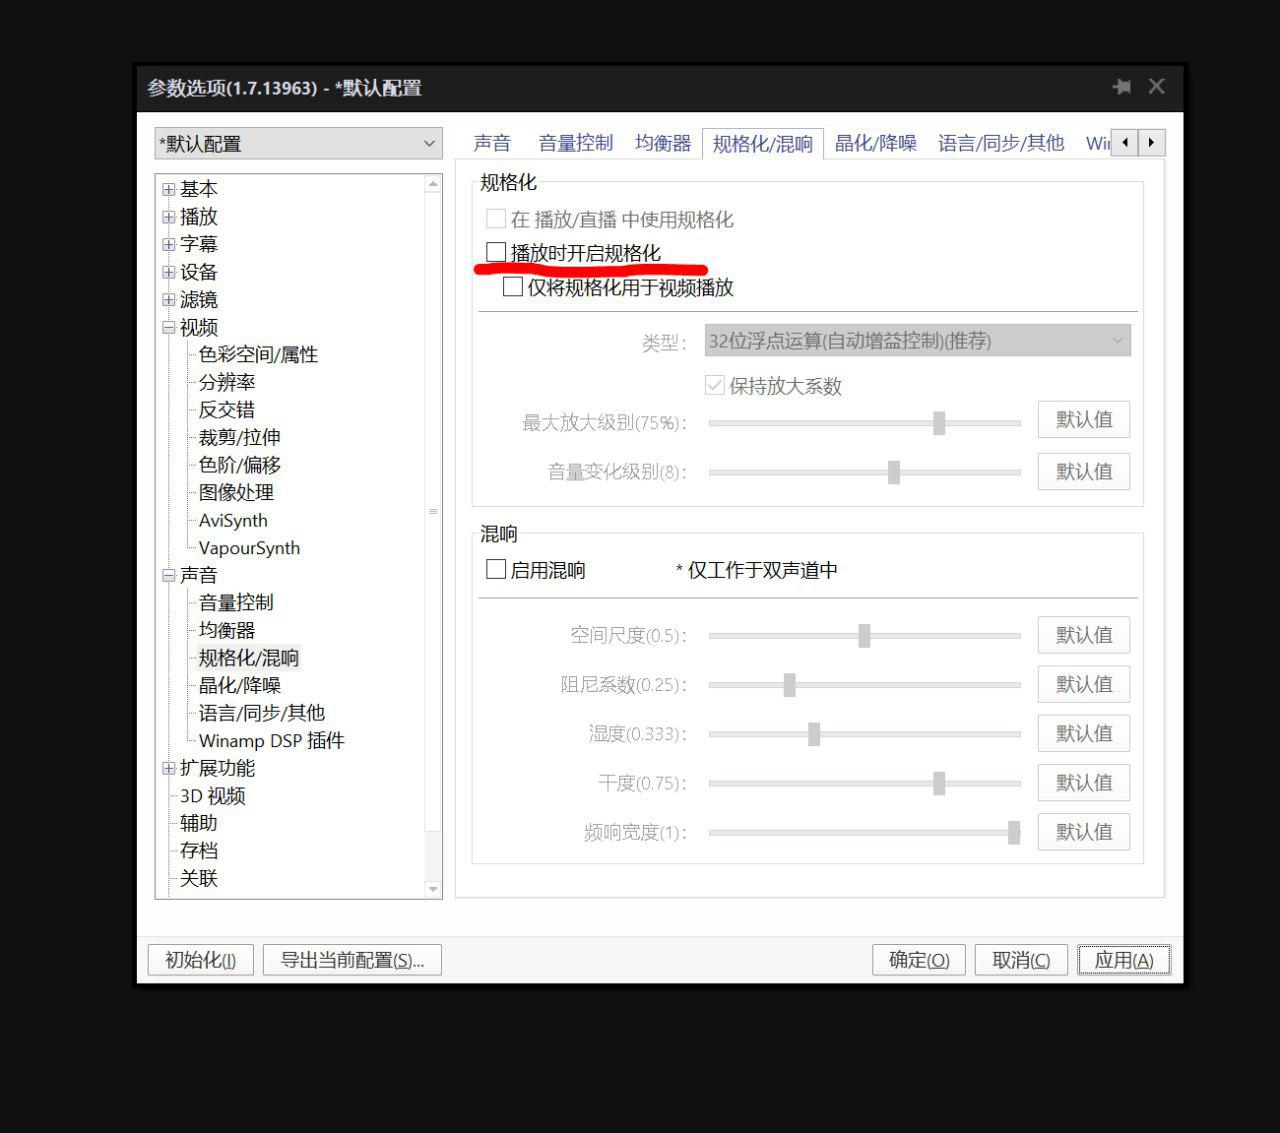 参数选项(1.7.13963) - *默认配置
*默认配置
基本
播放
字幕
设备
滤镜
视频
色彩空间/属性
分辨率
反交错
裁剪/拉伸
色阶/偏移
图像处理
AviSynth
VapourSynth
声音
音量控制
均衡器
规格化/混响
晶化/降噪
语言/同步/其他
Winamp DSP 插件
扩展功能
3D 视频
辅助
存档
关联
声音 音量控制 均衡器 规格化/混响 晶化/降噪 语言/同步/其他 Wi
规格化
在 播放/直播 中使用规格化
播放时开启规格化
仅将规格化用于视频播放
类型: 32位浮点运算(自动增益控制)(推荐)
保持放大系数
最大放大级别(75%): 默认值
音量变化级别(8): 默认值
混响
启用混响 * 仅工作于双声道中
空间尺度(0.5): 默认值
阻尼系数(0.25): 默认值
湿度(0.333): 默认值
干度(0.75): 默认值
频响宽度(1): 默认值
初始化(I) 导出当前配置(S)... 确定(O) 取消(C) 应用(A)